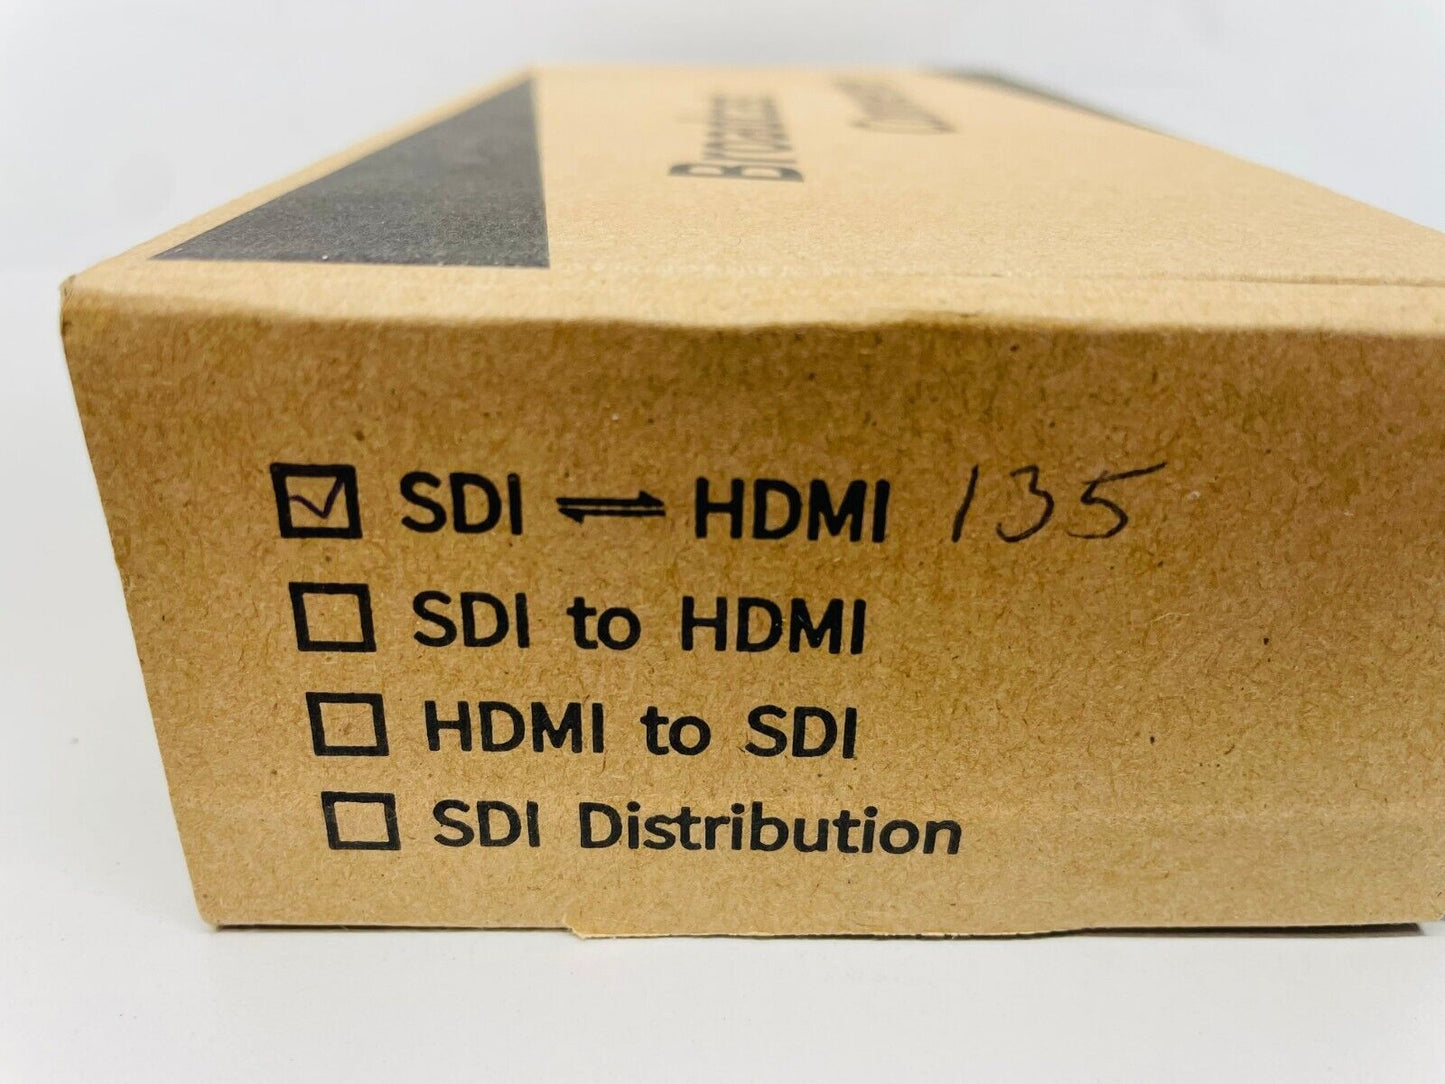 Broadcast
SDI ⇌ HDMI 135
SDI to HDMI
HDMI to SDI
SDI Distribution